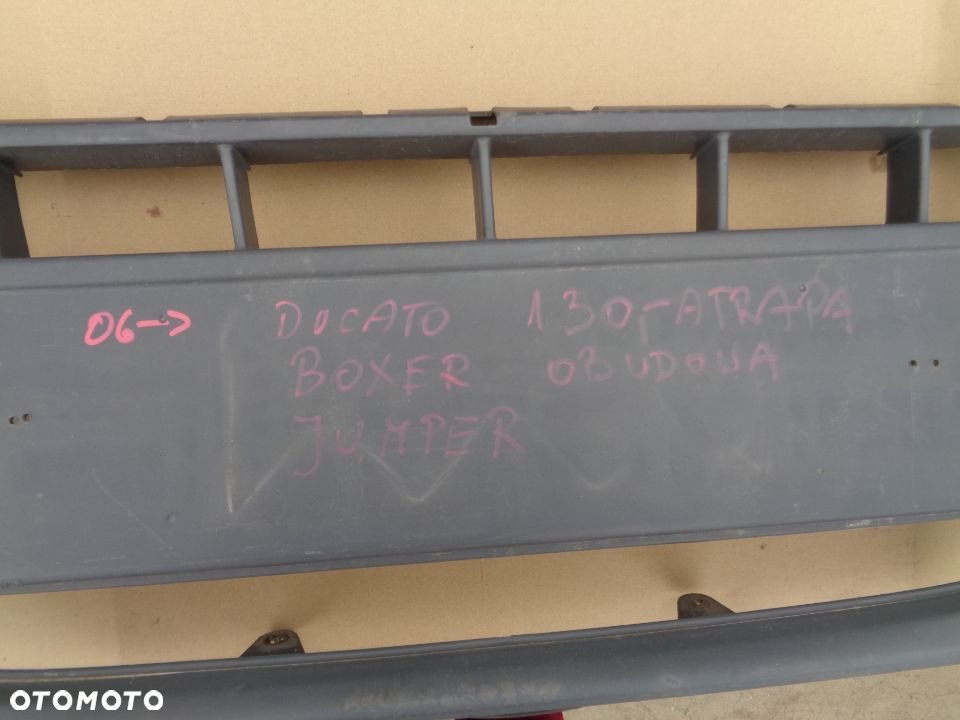 06-> DUCATO 130,- ATRAPA
BOXER OBUDOWA
JUMPER
OTOMOTO